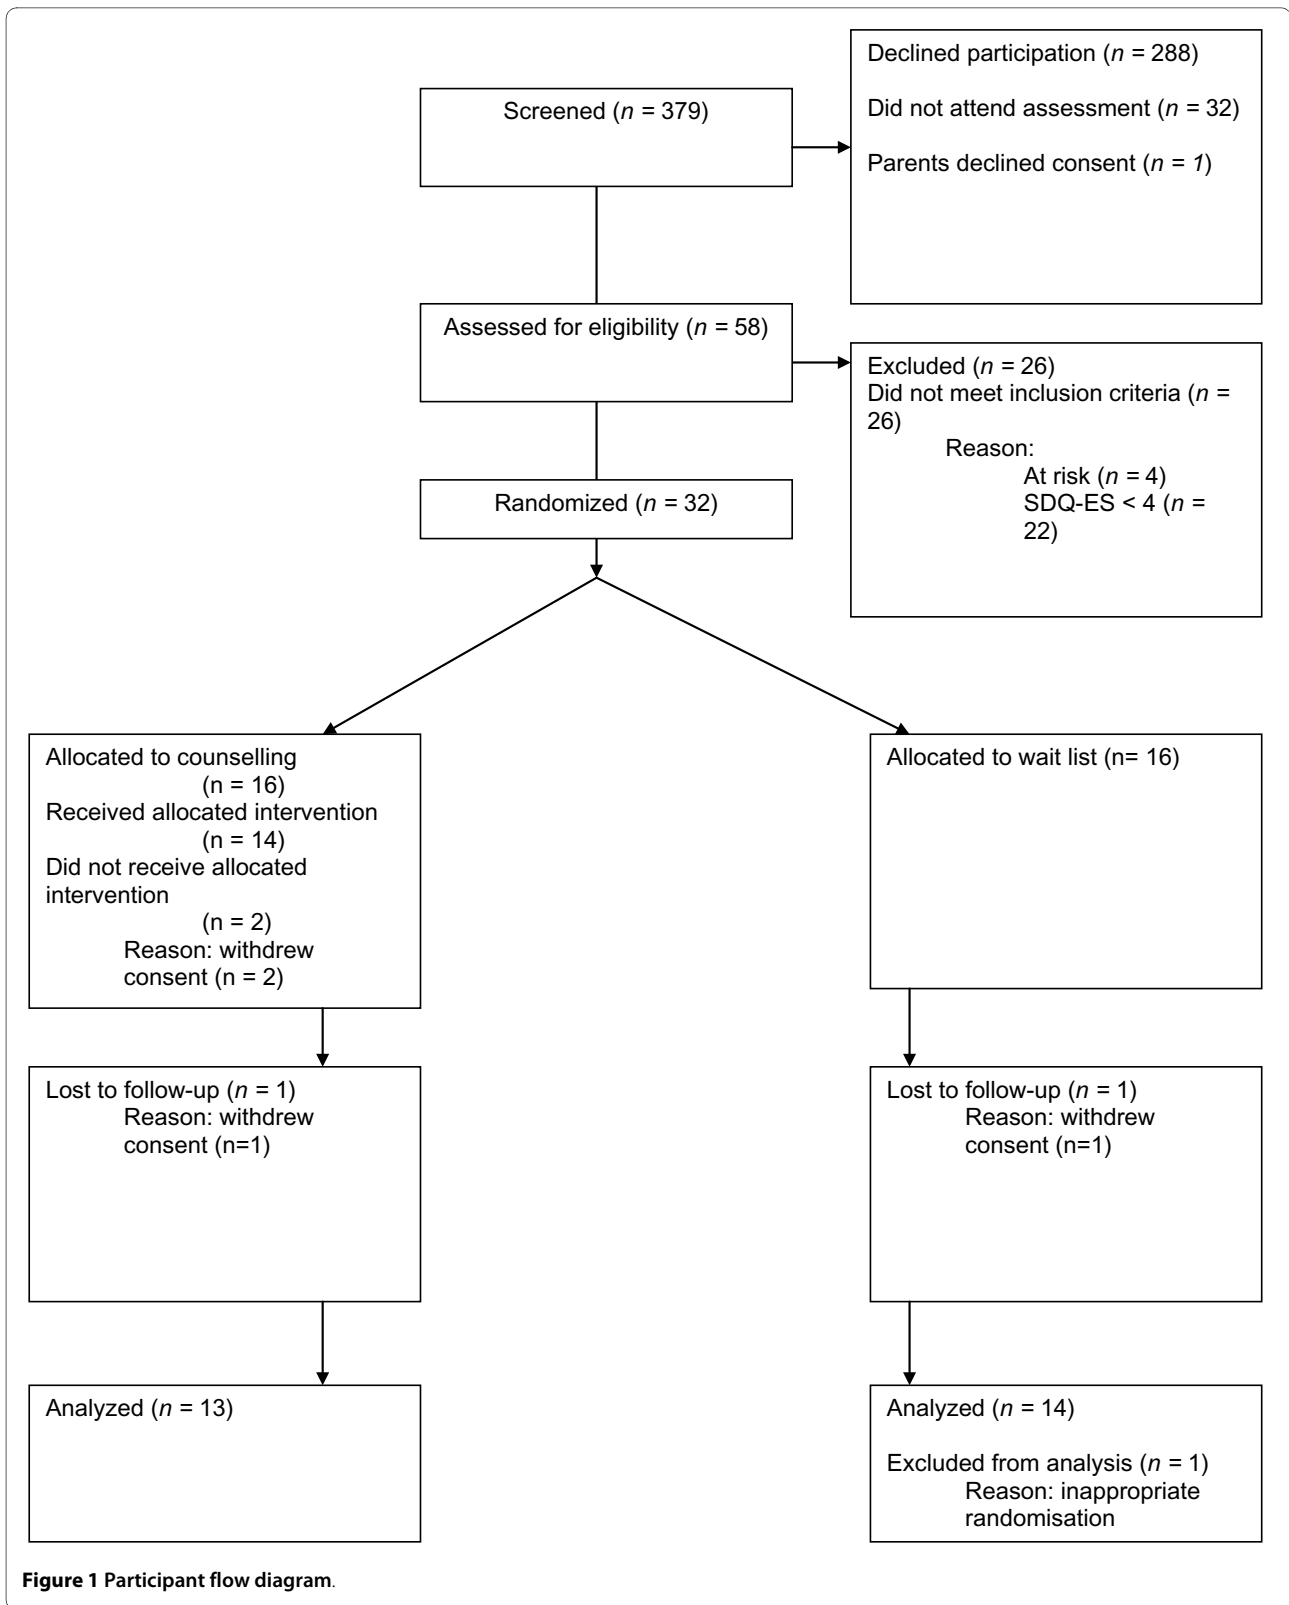 Declined participation (n = 288)
Screened (n = 379)
Did not attend assessment (n = 32)
Parents declined consent (n = 1)
Assessed for eligibility (n = 58)
Excluded (n = 26)
Did not meet inclusion criteria (n =
26)
Reason:
At risk (n = 4)
SDQ-ES < 4 (n =
22)
Randomized (n = 32)
Allocated to counselling
(n = 16)
Received allocated intervention
(n = 14)
Did not receive allocated
intervention
(n = 2)
Reason: withdrew
consent (n = 2)
Allocated to wait list (n= 16)
Lost to follow-up (n = 1)
Reason: withdrew
consent (n=1)
Lost to follow-up (n = 1)
Reason: withdrew
consent (n=1)
Analyzed (n = 13)
Analyzed (n = 14)
Excluded from analysis (n = 1)
Reason: inappropriate
randomisation
Figure 1 Participant flow diagram.